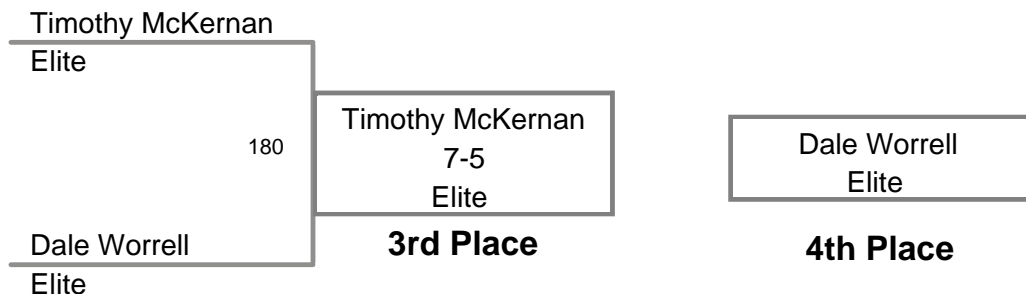 Timothy McKernan
Elite
180
Dale Worrell
Elite
Timothy McKernan
7-5
Elite
3rd Place
Dale Worrell
Elite
4th Place